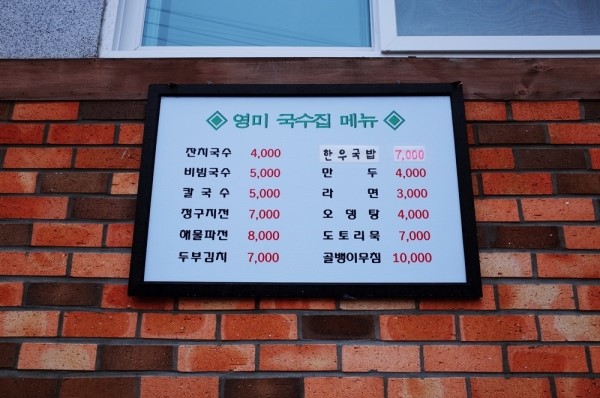 ◈ 영미 국수집 메뉴 ◈
잔치국수 4,000
비빔국수 5,000
칼국수 5,000
정구지전 7,000
해물파전 8,000
두부김치 7,000
한우국밥 7,000
만두 4,000
라면 3,000
오뎅탕 4,000
도토리묵 7,000
골뱅이무침 10,000